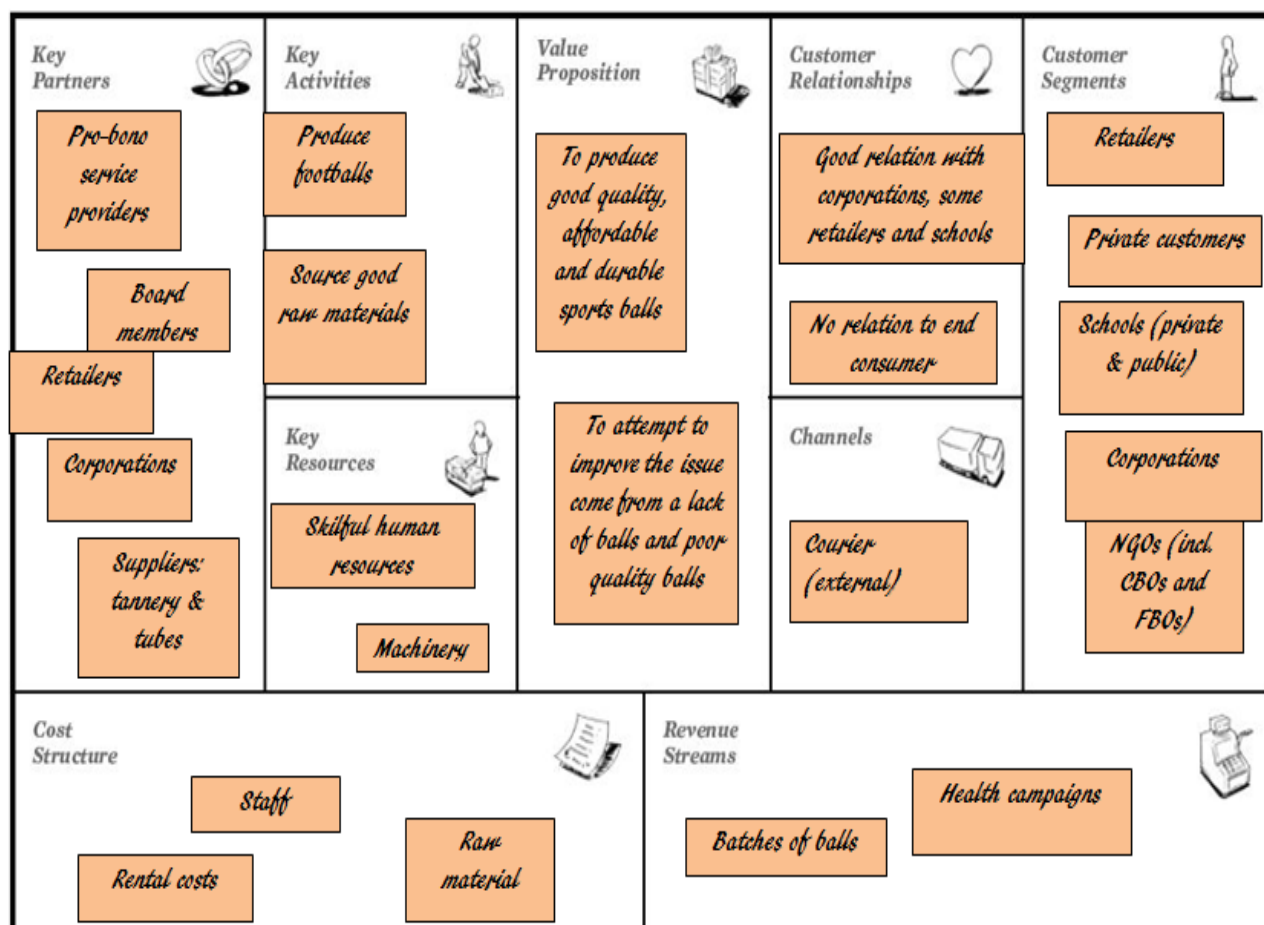 Key
Partners
Pro-bono
service
providers
Board
members
Retailers
Corporations
Suppliers:
tannery &
tubes
Key
Activities
Produce
footballs
Source good
raw materials
Key
Resources
Skilful human
resources
Machinery
Value
Proposition
To produce
good quality,
affordable
and durable
sports balls
To attempt to
improve the issue
come from a lack
of balls and poor
quality balls
Customer
Relationships
Good relation with
corporations, some
retailers and schools
No relation to end
consumer
Channels
Courier
(external)
Customer
Segments
Retailers
Private customers
Schools (private
& public)
Corporations
NGOs (incl.
CBOs and
FBOs)
Cost
Structure
Staff
Rental costs
Raw
material
Revenue
Streams
Health campaigns
Batches of balls